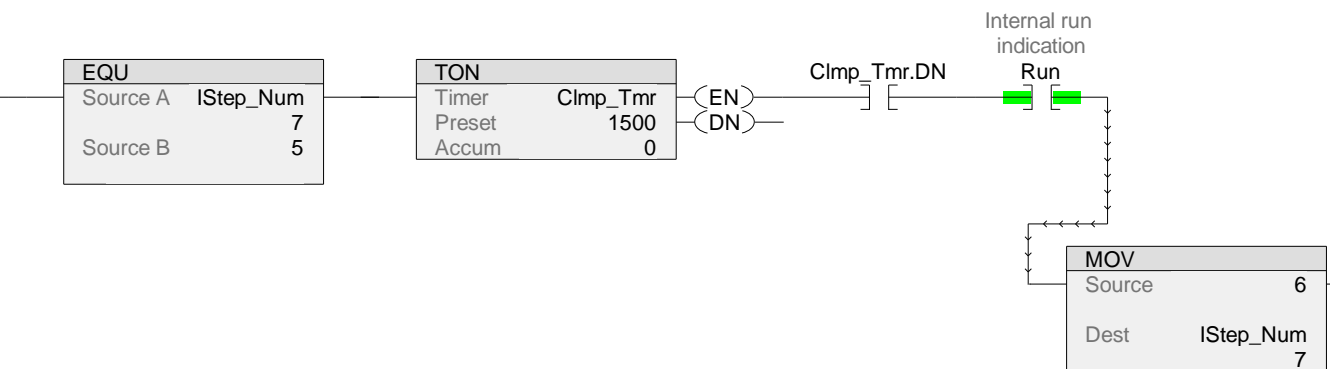 Internal run
indication
EQU
TON
Clmp_Tmr.DN
Run
Source A IStep_Num
7
Source B 5
Timer Clmp_Tmr
Preset 1500
Accum 0
EN
DN
MOV
Source 6
Dest IStep_Num
7